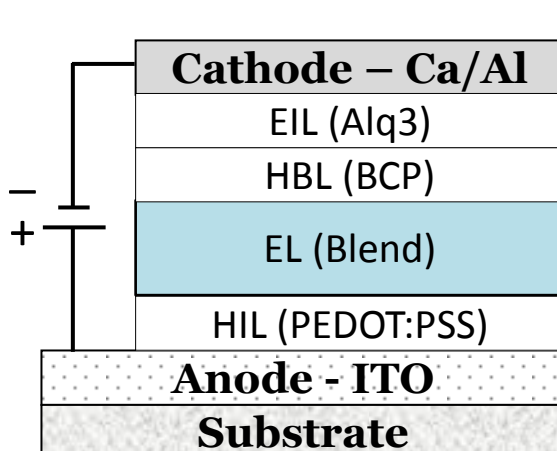 Cathode – Ca/Al
EIL (Alq3)
HBL (BCP)
−
+
EL (Blend)
HIL (PEDOT:PSS)
Anode - ITO
Substrate